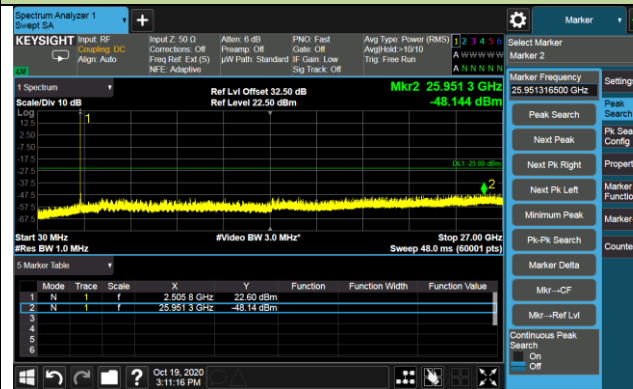 Spectrum Analyzer 1
Swept SA
+
Marker
KEYSIGHT
Input: RF
Coupling: DC
Align: Auto
Input Z: 50 Ω
Corrections: Off
Freq Ref: Ext (S)
NFE: Adaptive
Atten: 6 dB
Preamp: Off
µW Path: Standard
PNO: Fast
Gate: Off
IF Gain: Low
Sig Track: Off
Avg Type: Power (RMS)
Avg|Hold:>10/10
Trig: Free Run
1 2 3 4 5 6
A W W W W W
A N N N N N
Select Marker
Marker 2
1 Spectrum
Scale/Div 10 dB
Ref Lvl Offset 32.50 dB
Ref Level 22.50 dBm
Mkr2 25.951 3 GHz
-48.144 dBm
Log
12.5
2.50
-7.50
-17.5
-27.5
-37.5
-47.5
-57.5
-67.5
1
DL1 -25.00 dBm
2
Start 30 MHz
#Res BW 1.0 MHz
#Video BW 3.0 MHz*
Stop 27.00 GHz
Sweep 48.0 ms (60001 pts)
5 Marker Table
Mode Trace Scale X Y Function Function Width Function Value
1 N 1 f 2.505 8 GHz 22.60 dBm
2 N 1 f 25.951 3 GHz -48.14 dBm
3
4
5
6
Marker Frequency
25.951316500 GHz
Peak Search
Next Peak
Next Pk Right
Next Pk Left
Minimum Peak
Pk-Pk Search
Marker Delta
Mkr→CF
Mkr→Ref Lvl
Continuous Peak
Search
On
Off
Settings
Peak
Search
Pk Sea
Config
Propert
Marker
Functio
Marker
Counte
?
Oct 19, 2020
3:11:16 PM